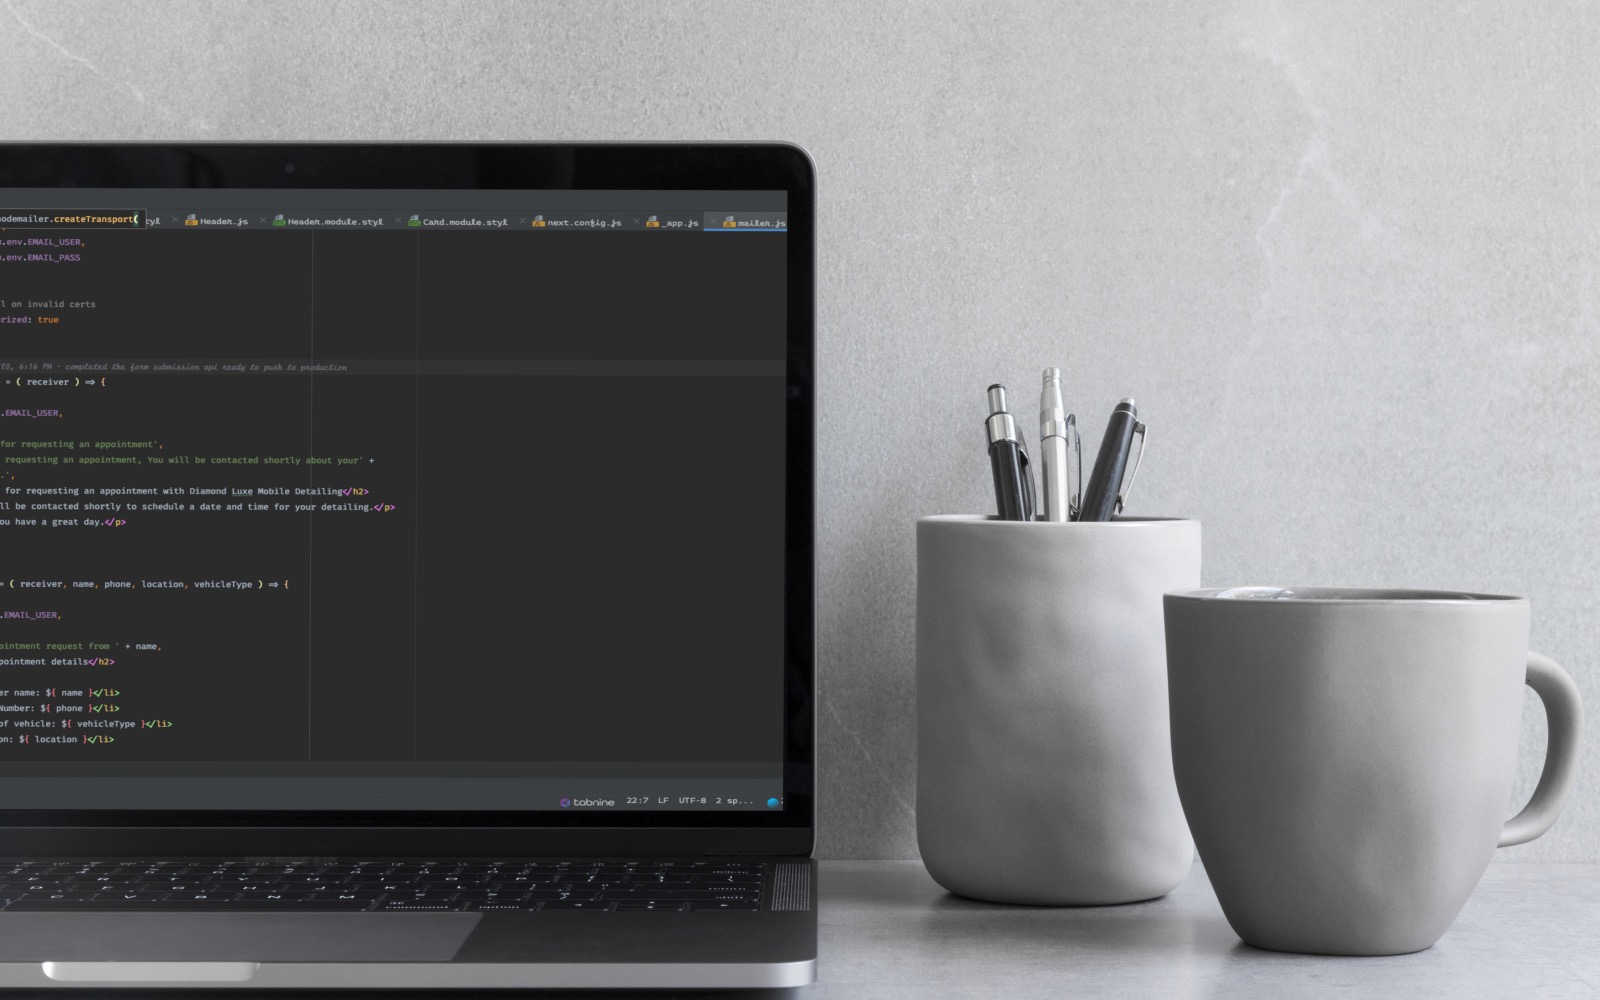 nodemailer.createTransport(
styl Header.js Header.module.styl Card.module.styl next.config.js _app.js mailer.js
.env.EMAIL_USER,
.env.EMAIL_PASS
l on invalid certs
rized: true
20, 6:16 PM · completed the form submission api ready to push to production
= ( receiver ) => {
.EMAIL_USER,
for requesting an appointment',
requesting an appointment, You will be contacted shortly about your' +
.',
for requesting an appointment with Diamond Luxe Mobile Detailing</h2>
ll be contacted shortly to schedule a date and time for your detailing.</p>
ou have a great day.</p>
= ( receiver, name, phone, location, vehicleType ) => {
.EMAIL_USER,
ointment request from ' + name,
pointment details</h2>
er name: ${ name }</li>
Number: ${ phone }</li>
of vehicle: ${ vehicleType }</li>
on: ${ location }</li>
tabnine 22:7 LF UTF-8 2 sp...
return
command option